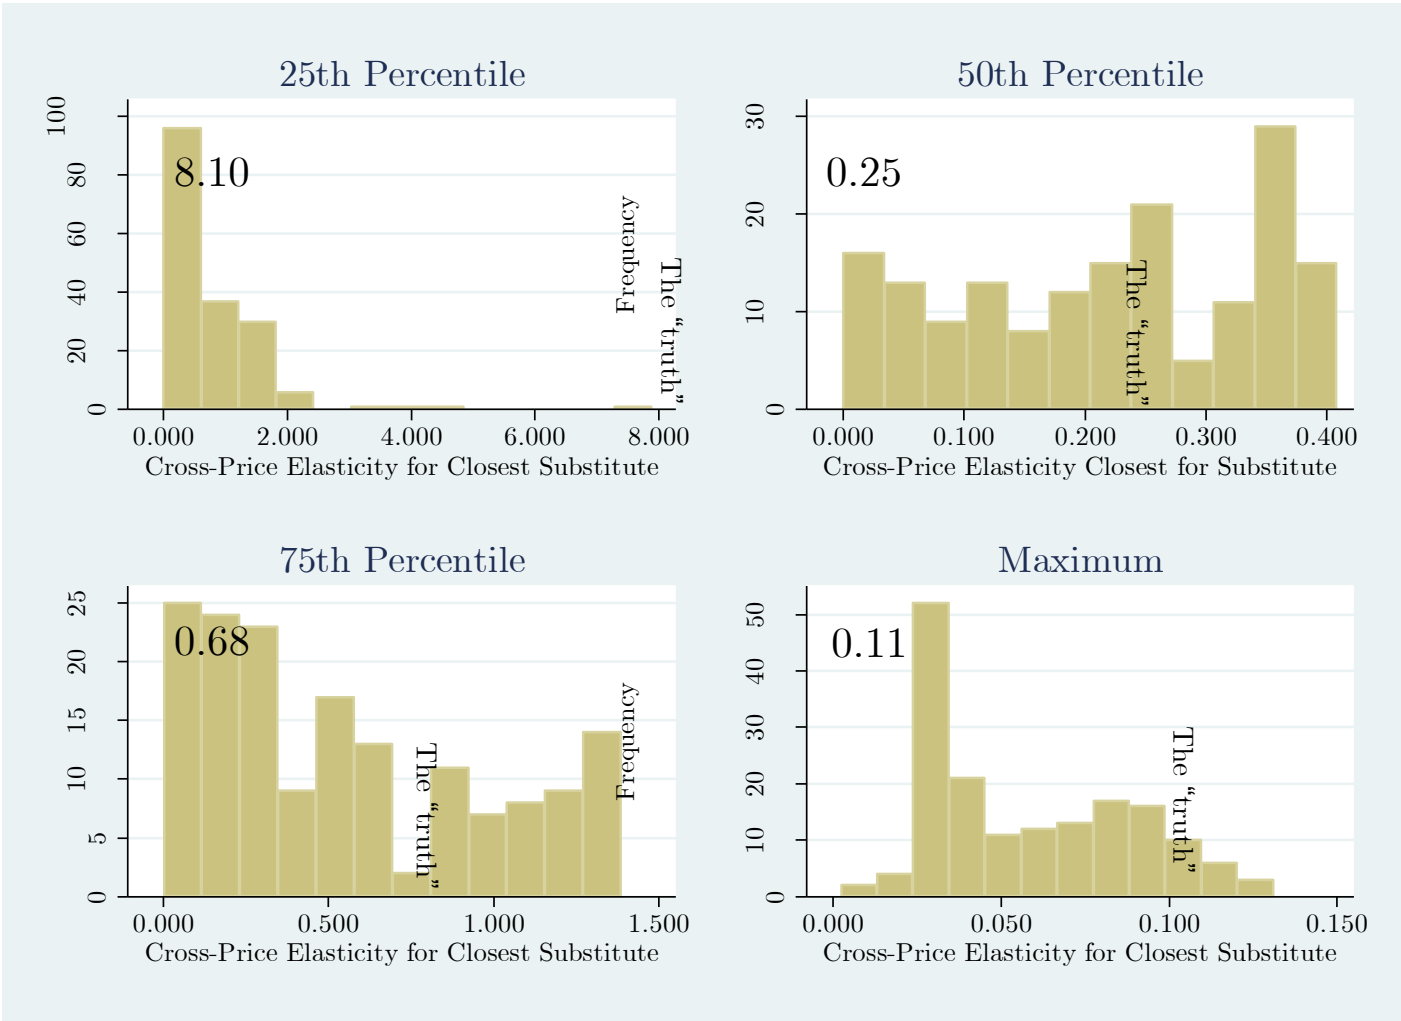 25th Percentile
100
80
60
40
20
0
8.10
Frequency
The “truth”
0.000 2.000 4.000 6.000 8.000
Cross-Price Elasticity for Closest Substitute
50th Percentile
30
20
10
0
0.25
The “truth”
0.000 0.100 0.200 0.300 0.400
Cross-Price Elasticity Closest for Substitute
75th Percentile
25
20
15
10
5
0
0.68
The “truth”
Frequency
0.000 0.500 1.000 1.500
Cross-Price Elasticity for Closest Substitute
Maximum
50
40
30
20
10
0
0.11
The “truth”
0.000 0.050 0.100 0.150
Cross-Price Elasticity for Closest Substitute